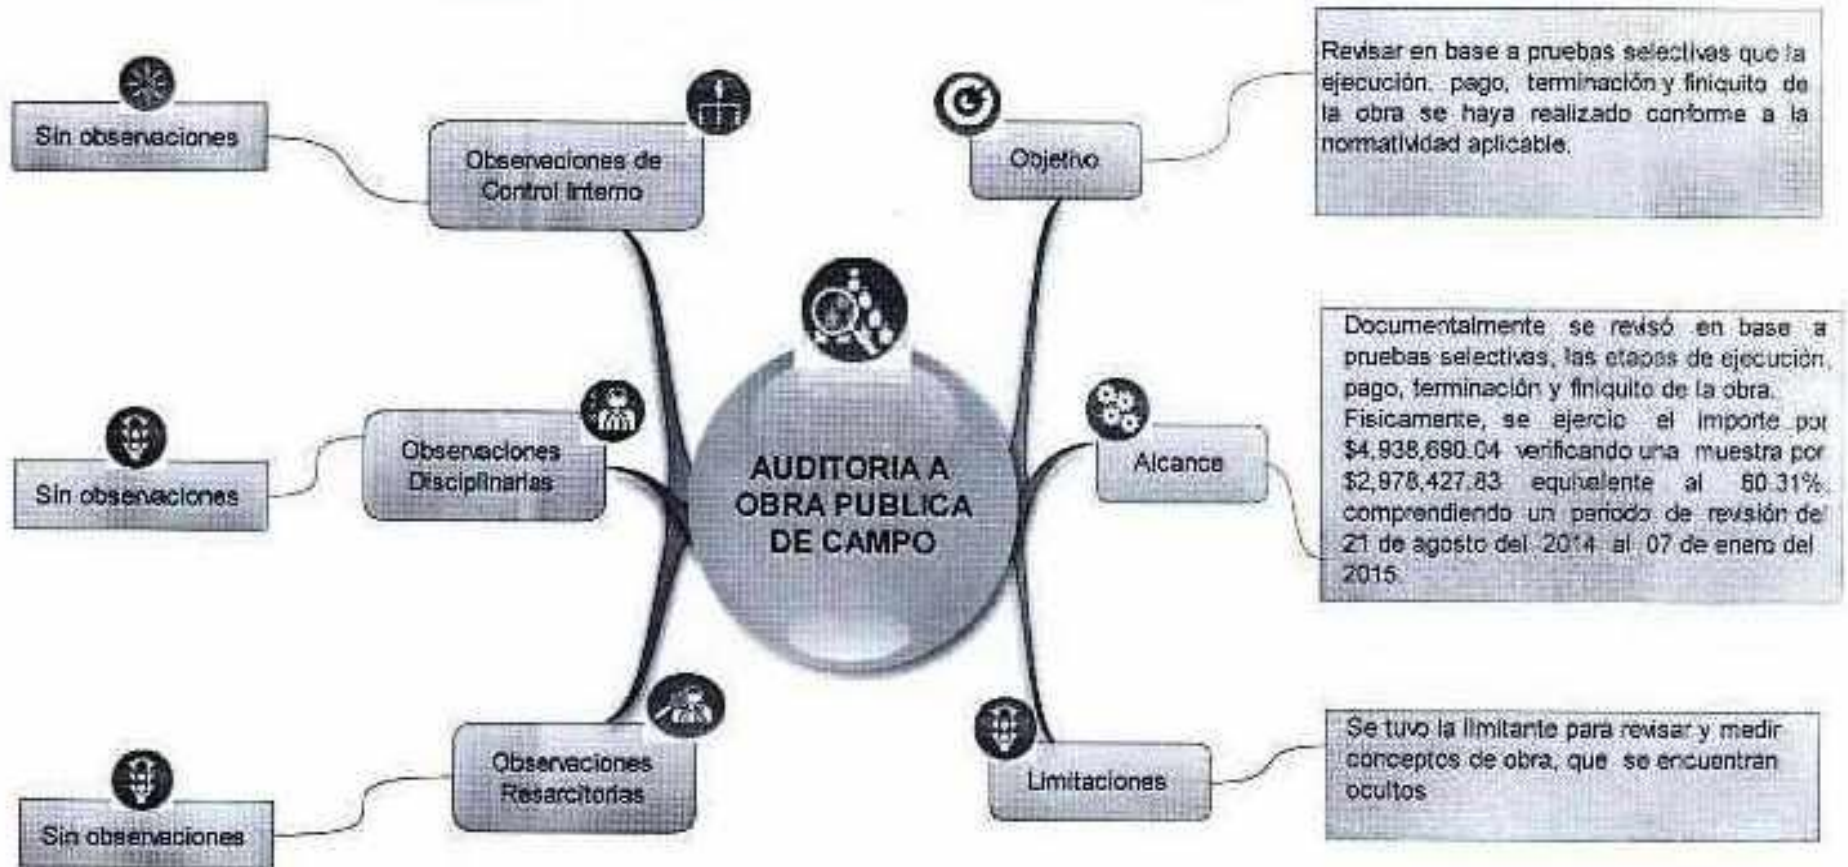 Sin observaciones
Observaciones de
Control Interno
Objetivo
Revisar en base a pruebas selectivas que la
ejecución, pago, terminación y finiquito de
la obra se haya realizado conforme a la
normatividad aplicable.
AUDITORIA A
OBRA PUBLICA
DE CAMPO
Sin observaciones
Observaciones
Disciplinarias
Alcance
Documentalmente se revisó en base a
pruebas selectivas, las etapas de ejecución,
pago, terminación y finiquito de la obra.
Fisicamente, se ejercio el importe por
$4,938,690.04 verificando una muestra por
$2,978,427.83 equivalente al 60.31%,
comprendiendo un periodo de revisión del
21 de agosto del 2014 al 07 de enero del
2015
Sin observaciones
Observaciones
Resarcitorias
Limitaciones
Se tuvo la limitante para revisar y medir
conceptos de obra, que se encuentran
ocultos